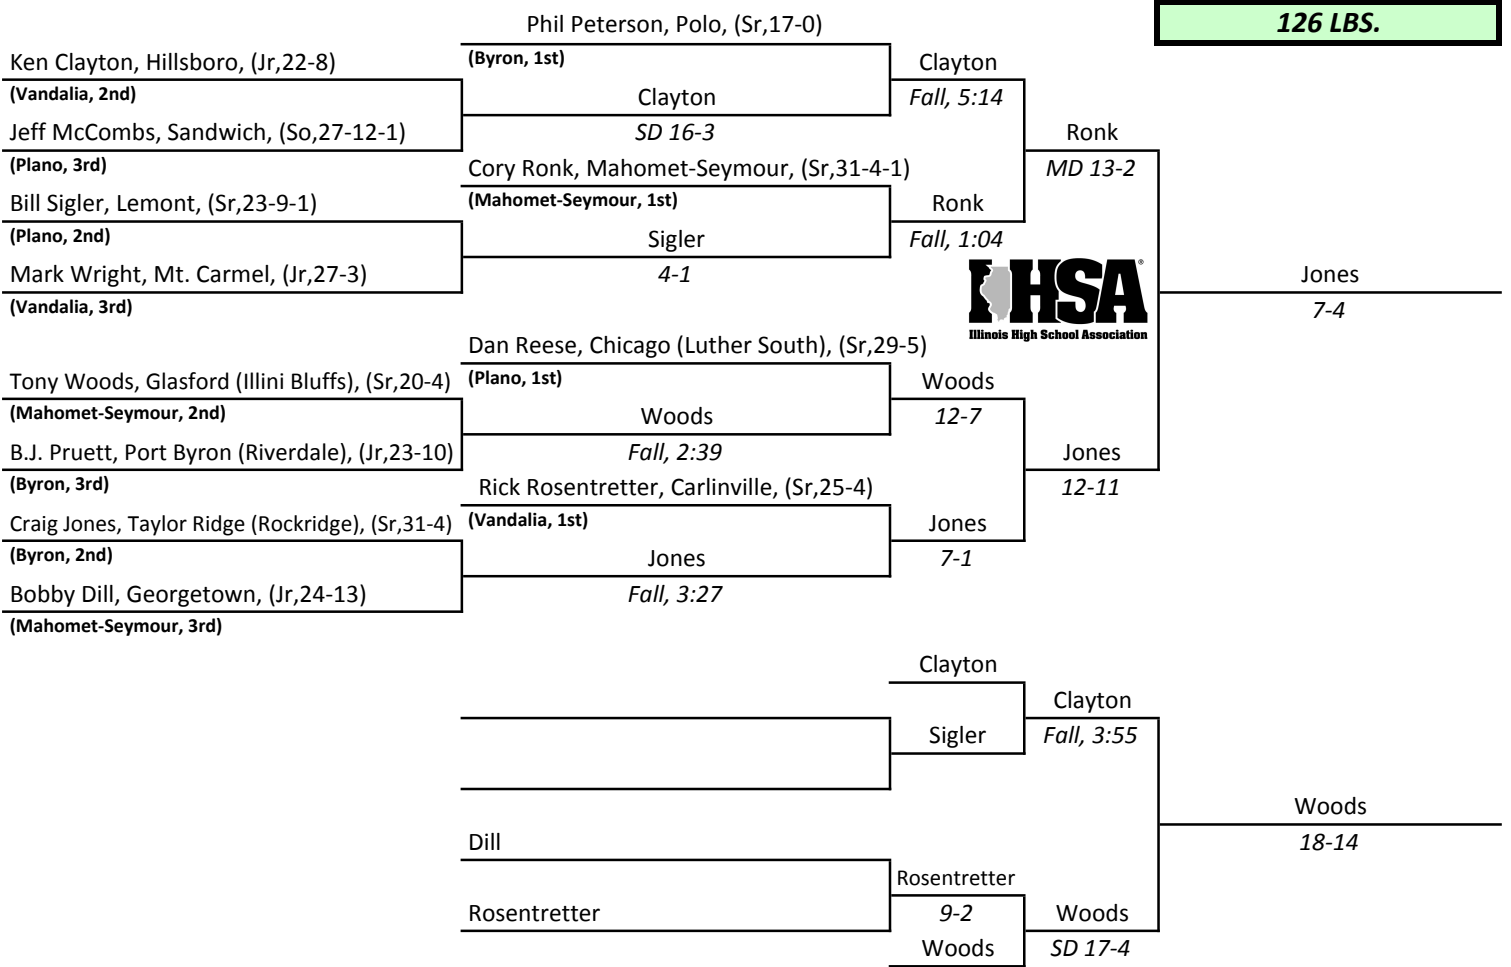 Phil Peterson, Polo, (Sr,17-0)
126 LBS.
Ken Clayton, Hillsboro, (Jr,22-8)
(Byron, 1st)
Clayton
(Vandalia, 2nd)
Clayton
Fall, 5:14
Jeff McCombs, Sandwich, (So,27-12-1)
SD 16-3
Ronk
(Plano, 3rd)
Cory Ronk, Mahomet-Seymour, (Sr,31-4-1)
MD 13-2
Bill Sigler, Lemont, (Sr,23-9-1)
(Mahomet-Seymour, 1st)
Ronk
(Plano, 2nd)
Sigler
Fall, 1:04
Mark Wright, Mt. Carmel, (Jr,27-3)
4-1
IHSA®
Jones
(Vandalia, 3rd)
7-4
Illinois High School Association
Dan Reese, Chicago (Luther South), (Sr,29-5)
Tony Woods, Glasford (Illini Bluffs), (Sr,20-4)
(Plano, 1st)
Woods
(Mahomet-Seymour, 2nd)
Woods
12-7
B.J. Pruett, Port Byron (Riverdale), (Jr,23-10)
Fall, 2:39
Jones
(Byron, 3rd)
Rick Rosentretter, Carlinville, (Sr,25-4)
12-11
Craig Jones, Taylor Ridge (Rockridge), (Sr,31-4)
(Vandalia, 1st)
Jones
(Byron, 2nd)
Jones
7-1
Bobby Dill, Georgetown, (Jr,24-13)
Fall, 3:27
(Mahomet-Seymour, 3rd)
Clayton
Clayton
Sigler
Fall, 3:55
Woods
Dill
18-14
Rosentretter
Rosentretter
9-2
Woods
Woods
SD 17-4